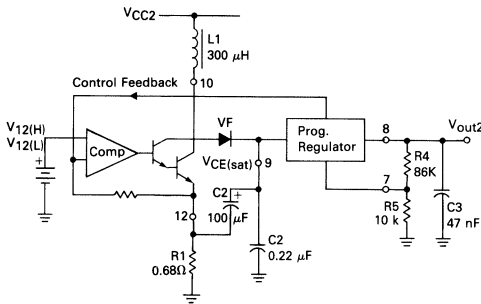 VCC2
L1
300 μH
Control Feedback
10
V12(H)
V12(L)
+
Comp
VF
Prog.
Regulator
8
Vout2
VCE(sat)
9
R4
86K
7
C2
+
100 μF
12
R5
10 k
C3
47 nF
C2
0.22 μF
R1
0.68Ω